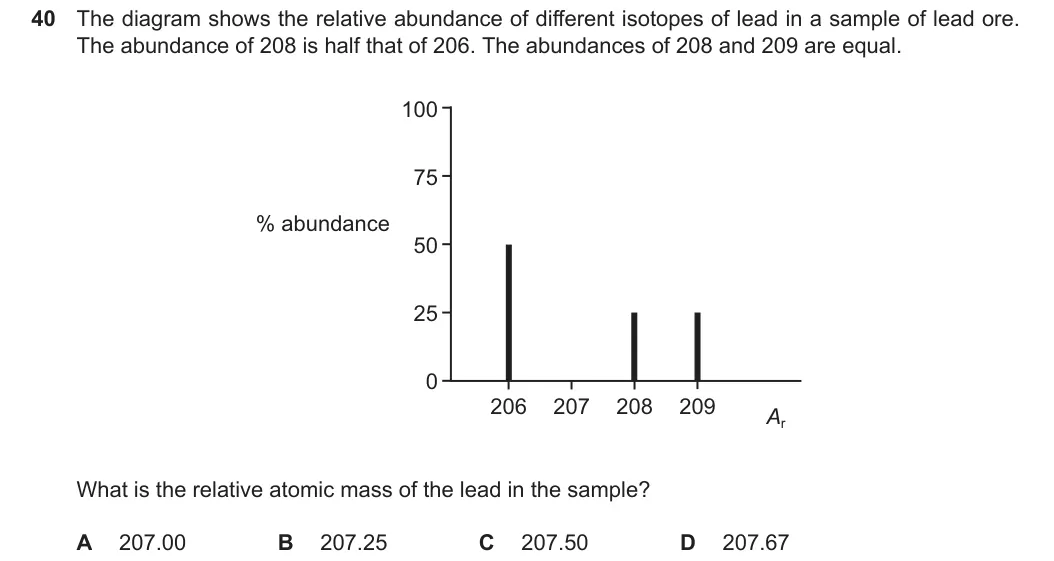 40 The diagram shows the relative abundance of different isotopes of lead in a sample of lead ore.
The abundance of 208 is half that of 206. The abundances of 208 and 209 are equal.
100
75
% abundance
50
25
0
206 207 208 209
Ar
What is the relative atomic mass of the lead in the sample?
A 207.00 B 207.25 C 207.50 D 207.67